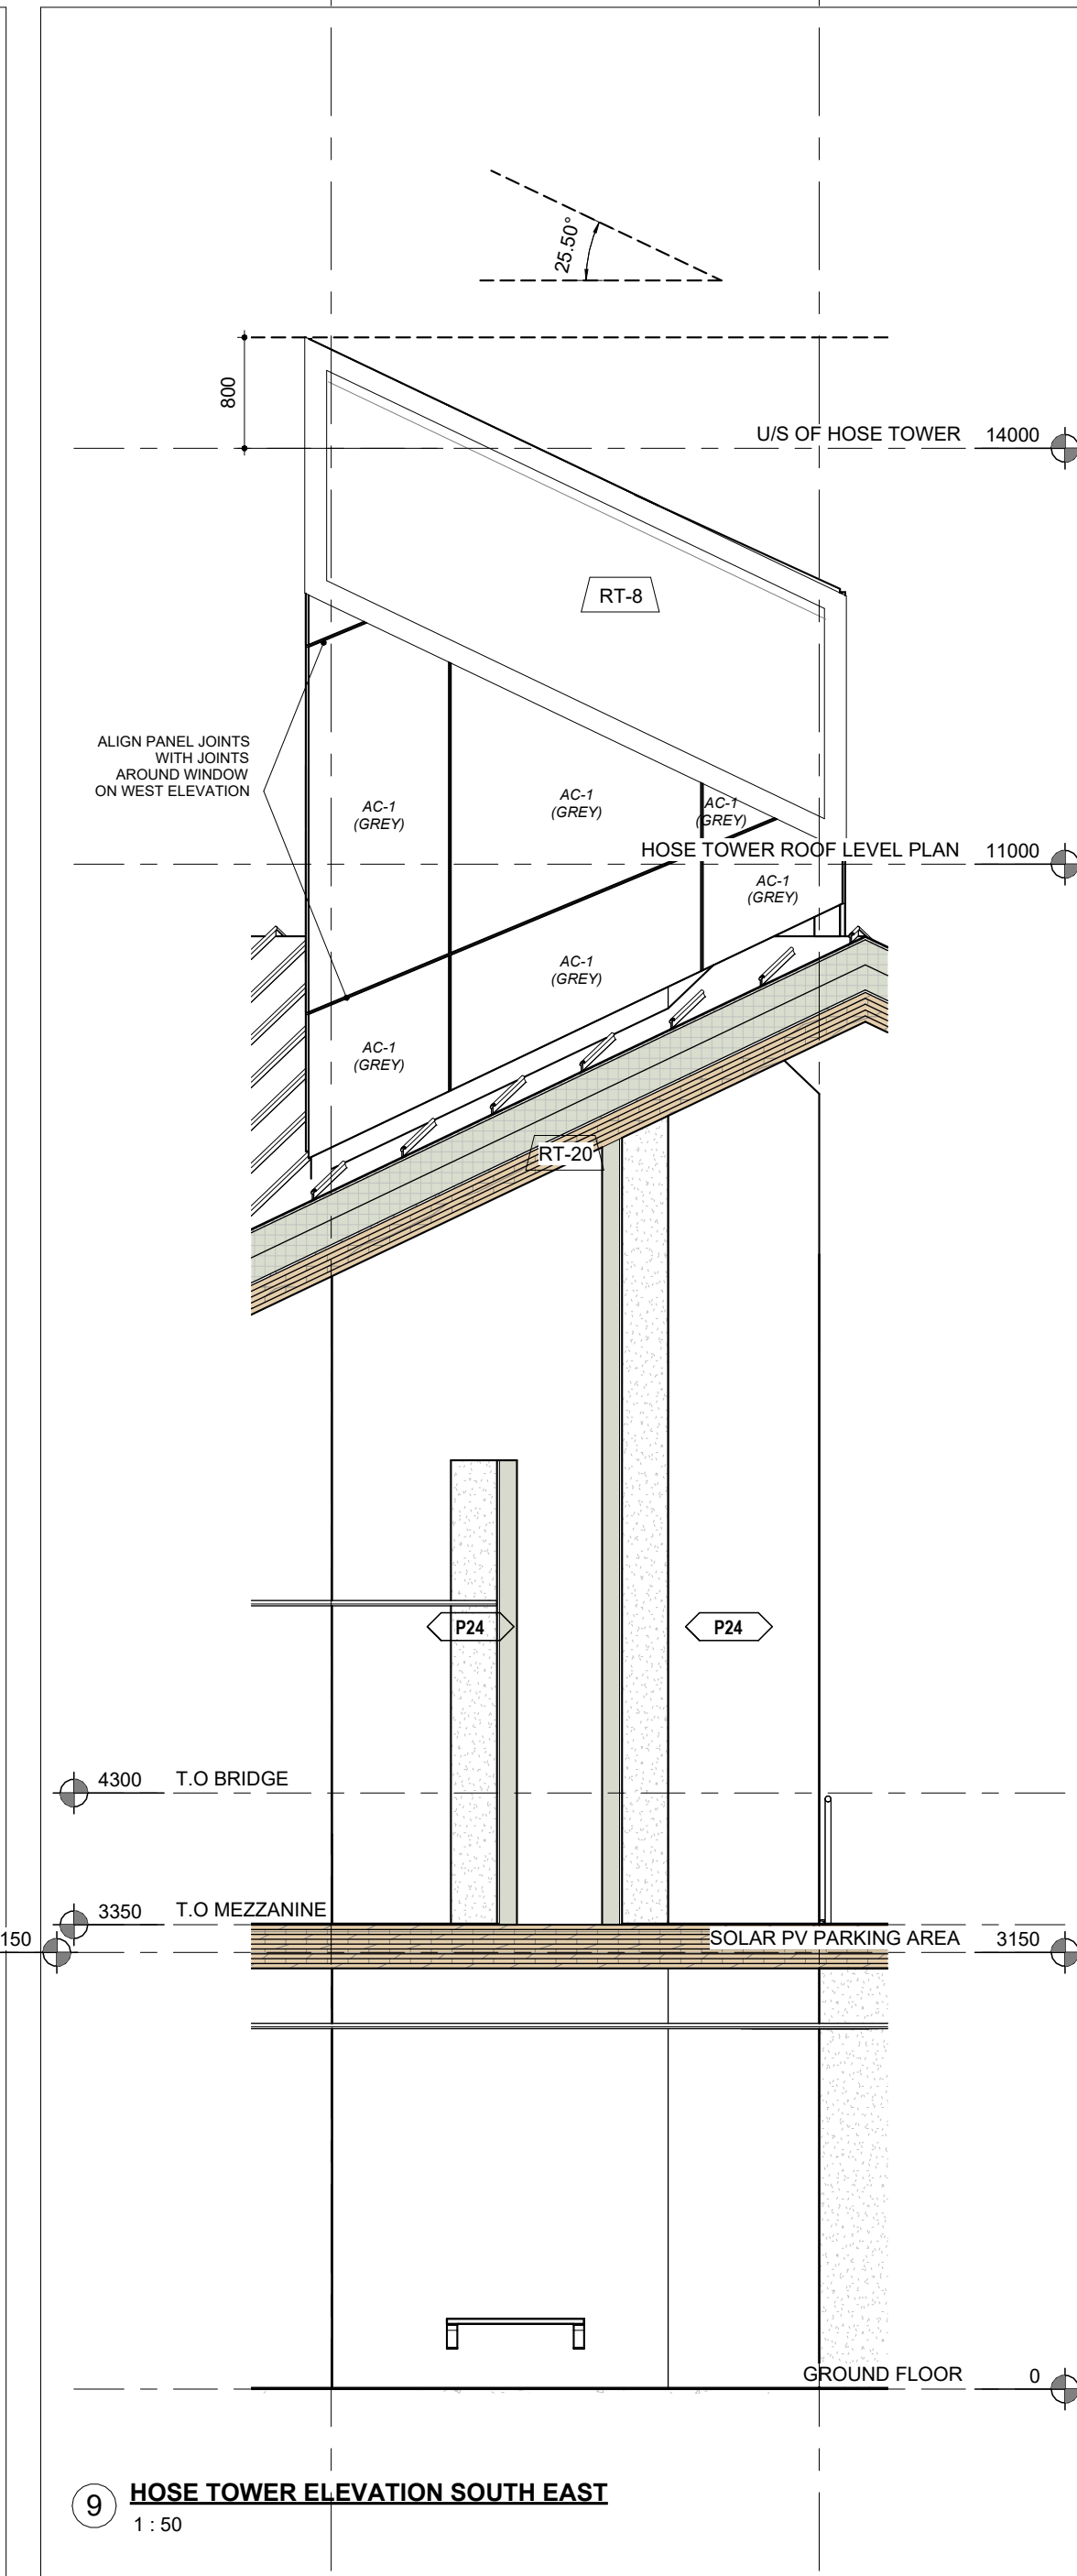 25.50°
800
U/S OF HOSE TOWER 14000
RT-8
ALIGN PANEL JOINTS
WITH JOINTS
AROUND WINDOW
ON WEST ELEVATION
AC-1
(GREY)
AC-1
(GREY)
AC-1
(GREY)
HOSE TOWER ROOF LEVEL PLAN 11000
AC-1
(GREY)
AC-1
(GREY)
AC-1
(GREY)
RT-20
P24
P24
4300 T.O BRIDGE
3350 T.O MEZZANINE
150
SOLAR PV PARKING AREA 3150
GROUND FLOOR 0
9 HOSE TOWER ELEVATION SOUTH EAST
1 : 50